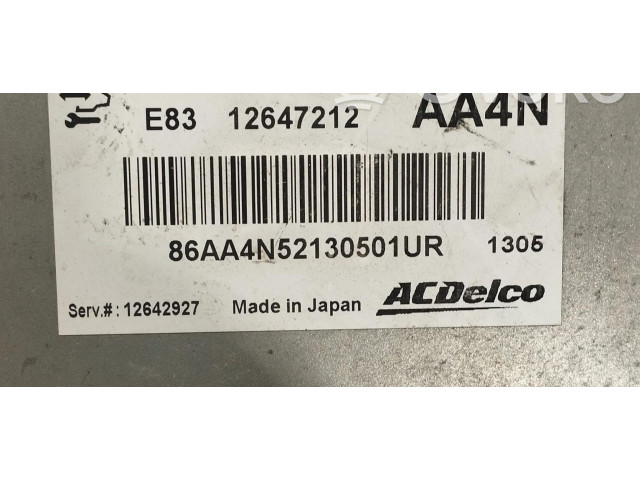 E83 12647212 AA4N
86AA4N52130501UR 1305
Serv.#: 12642927 Made in Japan ACDelco